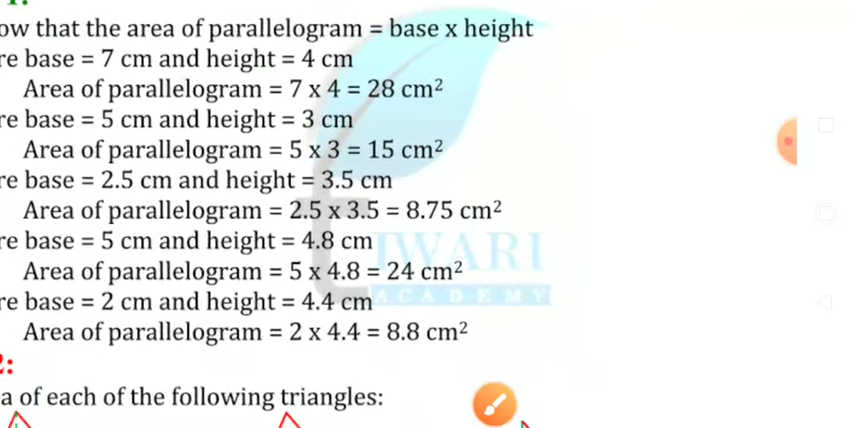 1:
ow that the area of parallelogram = base x height
re base = 7 cm and height = 4 cm
Area of parallelogram = 7 x 4 = 28 cm²
re base = 5 cm and height = 3 cm
Area of parallelogram = 5 x 3 = 15 cm²
re base = 2.5 cm and height = 3.5 cm
Area of parallelogram = 2.5 x 3.5 = 8.75 cm²
re base = 5 cm and height = 4.8 cm
Area of parallelogram = 5 x 4.8 = 24 cm²
re base = 2 cm and height = 4.4 cm
Area of parallelogram = 2 x 4.4 = 8.8 cm²
2:
a of each of the following triangles:
TIWARI
ACADEMY